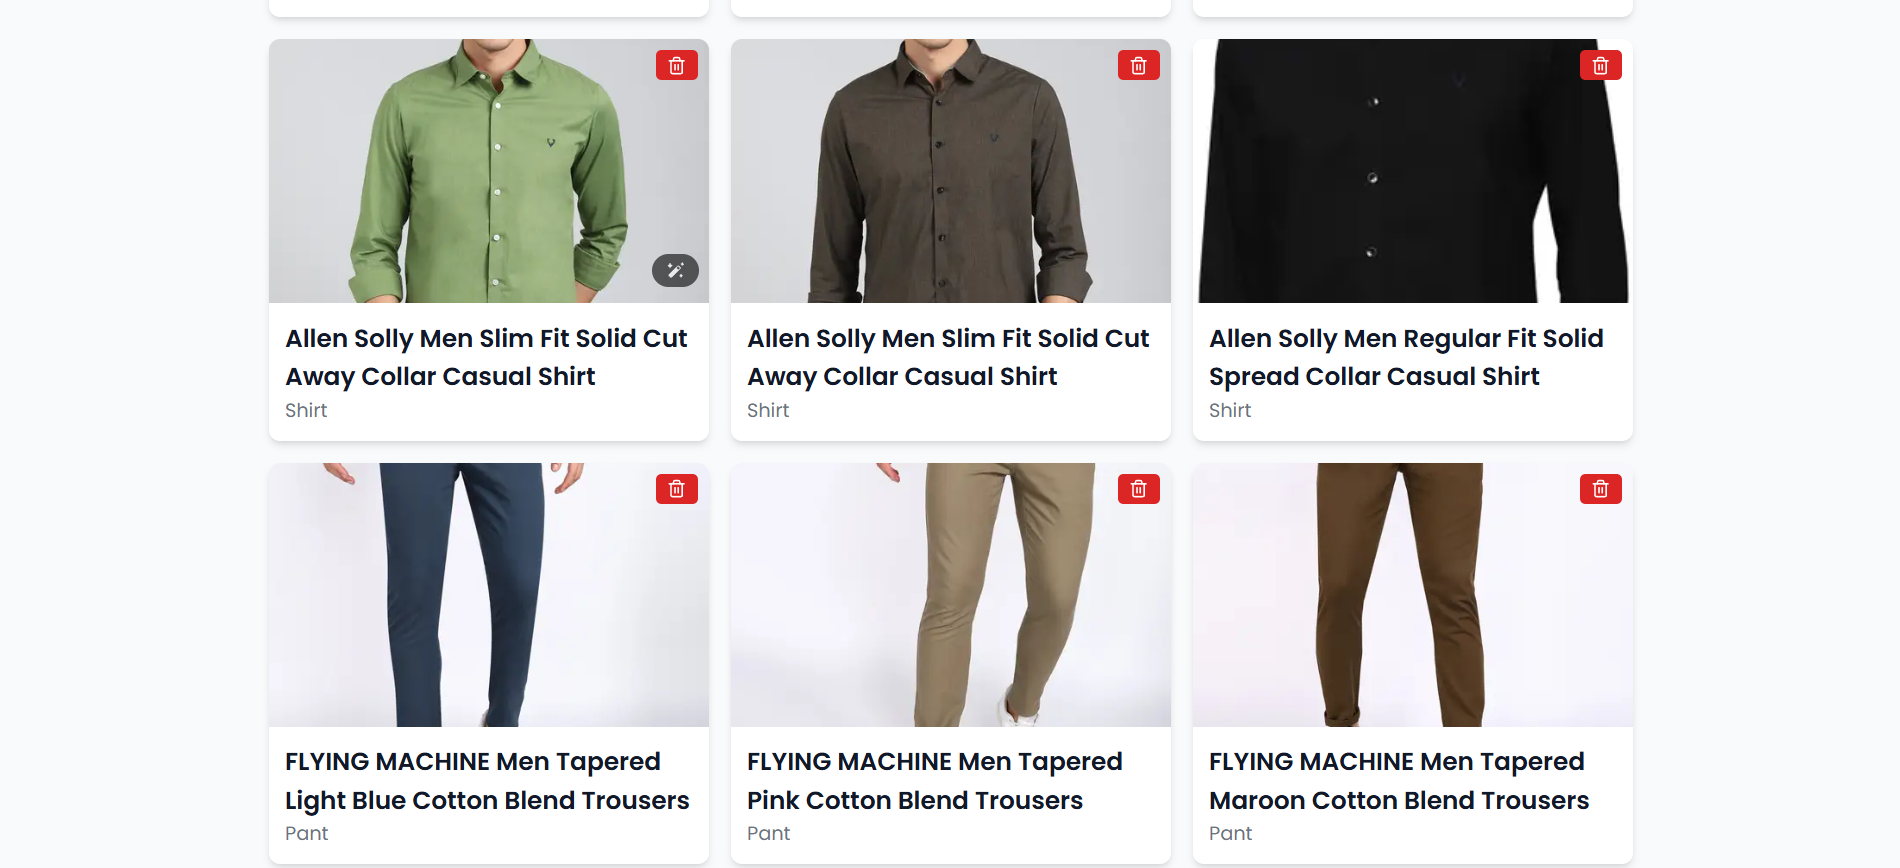 Allen Solly Men Slim Fit Solid Cut
Away Collar Casual Shirt
Shirt
Allen Solly Men Slim Fit Solid Cut
Away Collar Casual Shirt
Shirt
Allen Solly Men Regular Fit Solid
Spread Collar Casual Shirt
Shirt
FLYING MACHINE Men Tapered
Light Blue Cotton Blend Trousers
Pant
FLYING MACHINE Men Tapered
Pink Cotton Blend Trousers
Pant
FLYING MACHINE Men Tapered
Maroon Cotton Blend Trousers
Pant